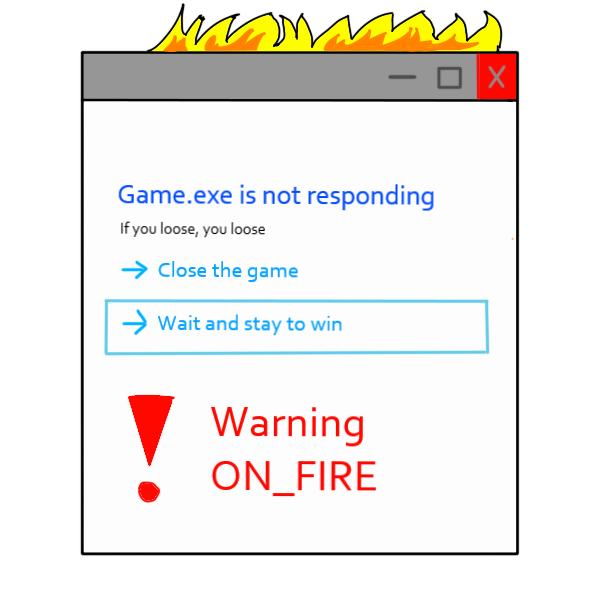 Game.exe is not responding
If you loose, you loose
Close the game
Wait and stay to win
Warning
ON_FIRE